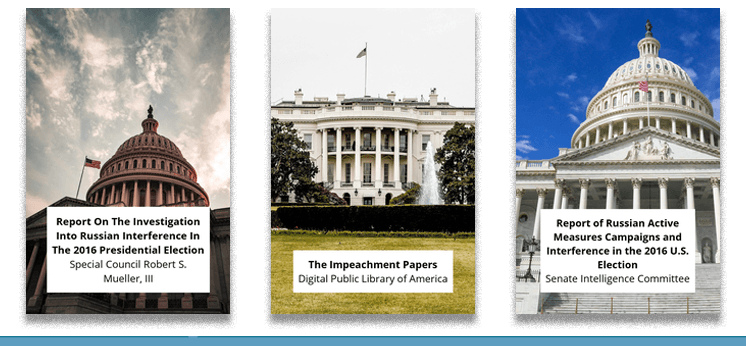 Report On The Investigation
Into Russian Interference In
The 2016 Presidential Election
Special Council Robert S.
Mueller, III
The Impeachment Papers
Digital Public Library of America
Report of Russian Active
Measures Campaigns and
Interference in the 2016 U.S.
Election
Senate Intelligence Committee